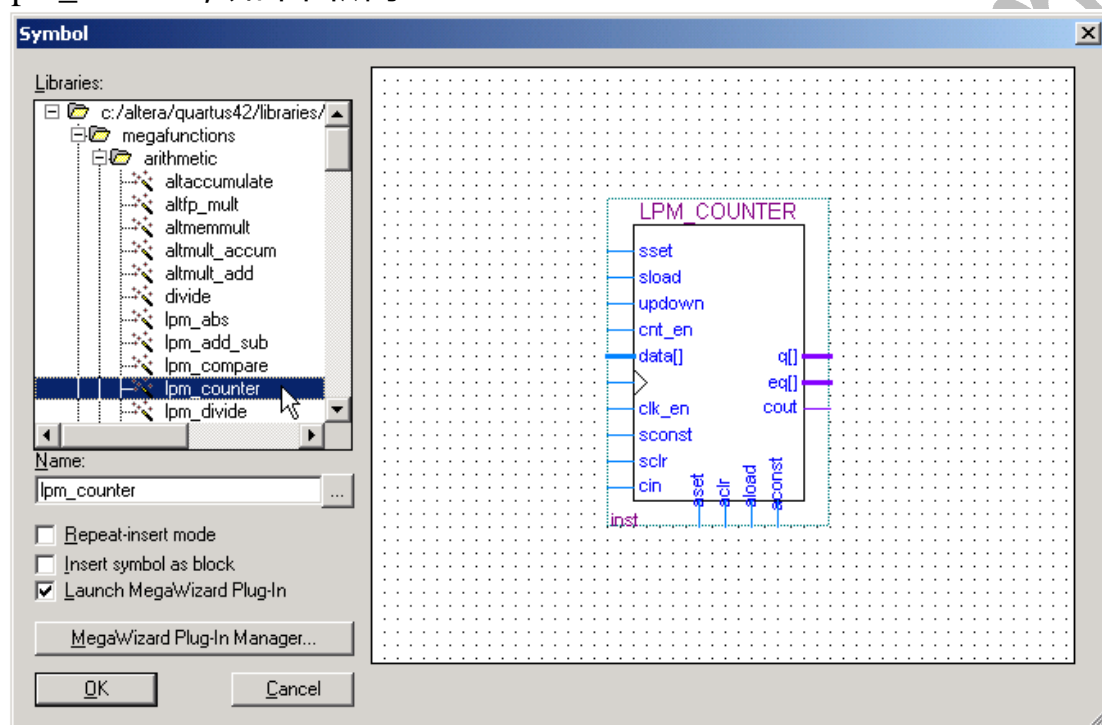 Symbol
Libraries:
c:/altera/quartus42/libraries/
megafunctions
arithmetic
altaccumulate
altfp_mult
altmemmult
altmult_accum
altmult_add
divide
lpm_abs
lpm_add_sub
lpm_compare
lpm_counter
lpm_divide
Name:
lpm_counter
...
Repeat-insert mode
Insert symbol as block
Launch MegaWizard Plug-In
MegaWizard Plug-In Manager...
OK
Cancel
LPM_COUNTER
sset
sload
updown
cnt_en
data[]
q[]
eq[]
clk_en
cout
sconst
sclr
cin
aset
aclr
aload
aconst
inst